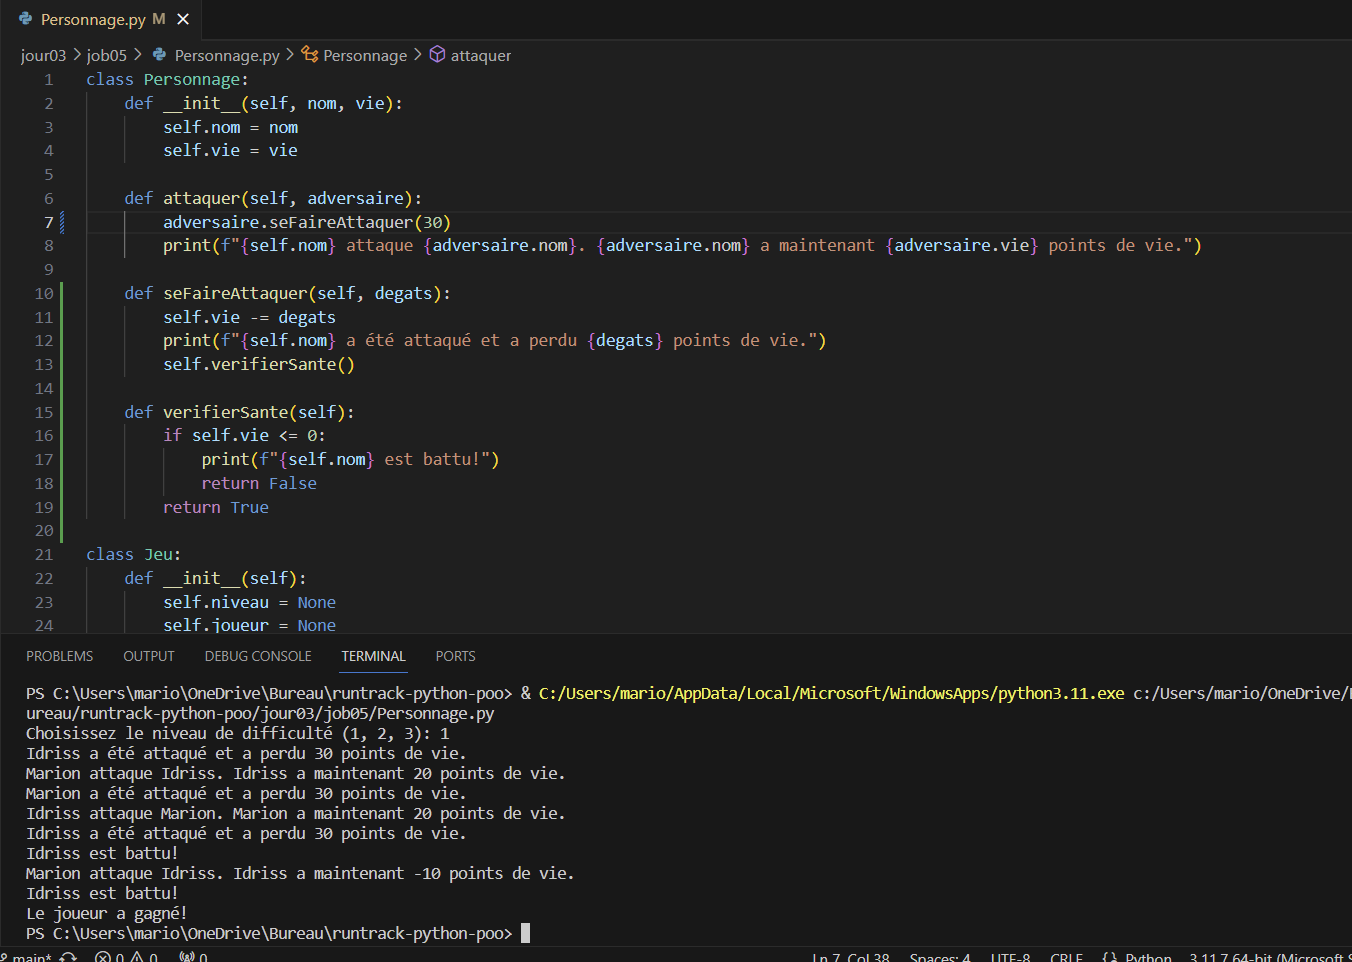 Personnage.py M
jour03 > job05 > Personnage.py > Personnage > attaquer
1 class Personnage:
2     def __init__(self, nom, vie):
3         self.nom = nom
4         self.vie = vie
5
6     def attaquer(self, adversaire):
7         adversaire.seFaireAttaquer(30)
8         print(f"{self.nom} attaque {adversaire.nom}. {adversaire.nom} a maintenant {adversaire.vie} points de vie.")
9
10     def seFaireAttaquer(self, degats):
11         self.vie -= degats
12         print(f"{self.nom} a été attaqué et a perdu {degats} points de vie.")
13         self.verifierSante()
14
15     def verifierSante(self):
16         if self.vie <= 0:
17             print(f"{self.nom} est battu!")
18             return False
19         return True
20
21 class Jeu:
22     def __init__(self):
23         self.niveau = None
24         self.joueur = None
PROBLEMS OUTPUT DEBUG CONSOLE TERMINAL PORTS
PS C:\Users\mario\OneDrive\Bureau\runtrack-python-poo> & C:/Users/mario/AppData/Local/Microsoft/WindowsApps/python3.11.exe c:/Users/mario/OneDrive/
ureau/runtrack-python-poo/jour03/job05/Personnage.py
Choisissez le niveau de difficulté (1, 2, 3): 1
Idriss a été attaqué et a perdu 30 points de vie.
Marion attaque Idriss. Idriss a maintenant 20 points de vie.
Marion a été attaqué et a perdu 30 points de vie.
Idriss attaque Marion. Marion a maintenant 20 points de vie.
Idriss a été attaqué et a perdu 30 points de vie.
Idriss est battu!
Marion attaque Idriss. Idriss a maintenant -10 points de vie.
Idriss est battu!
Le joueur a gagné!
PS C:\Users\mario\OneDrive\Bureau\runtrack-python-poo>
main* 0 0 0 Ln 7, Col 38 Spaces: 4 UTF-8 CRLF Python 3.11.7 64-bit (Microsoft